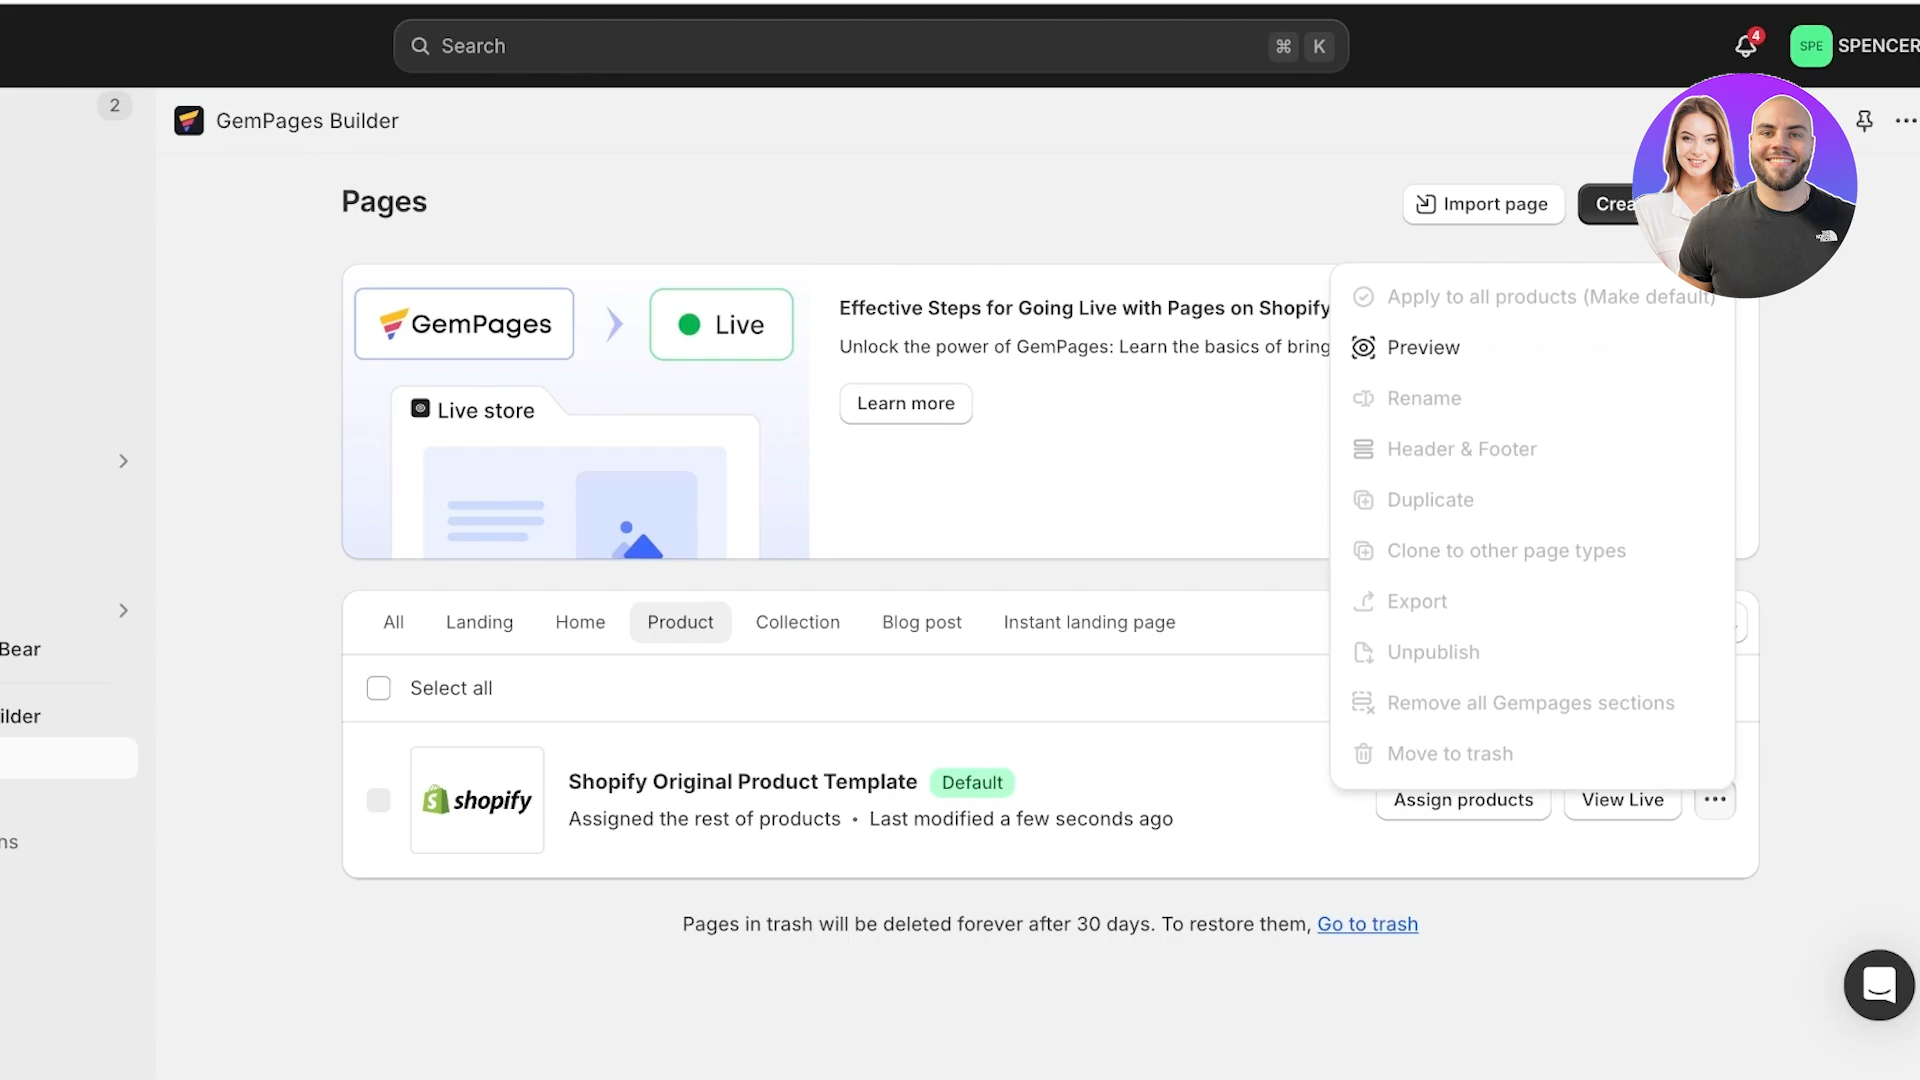 Search
⌘ K
4
SPE SPENCER
2
GemPages Builder
Pages
Import page
Crea
GemPages
Live
Live store
Effective Steps for Going Live with Pages on Shopify
Unlock the power of GemPages: Learn the basics of bring
Learn more
Apply to all products (Make default)
Preview
Rename
Header & Footer
Duplicate
Clone to other page types
Export
Unpublish
Remove all Gempages sections
Move to trash
All Landing Home Product Collection Blog post Instant landing page
Bear
Select all
ilder
shopify
Shopify Original Product Template Default
Assigned the rest of products • Last modified a few seconds ago
Assign products View Live
ns
Pages in trash will be deleted forever after 30 days. To restore them, Go to trash